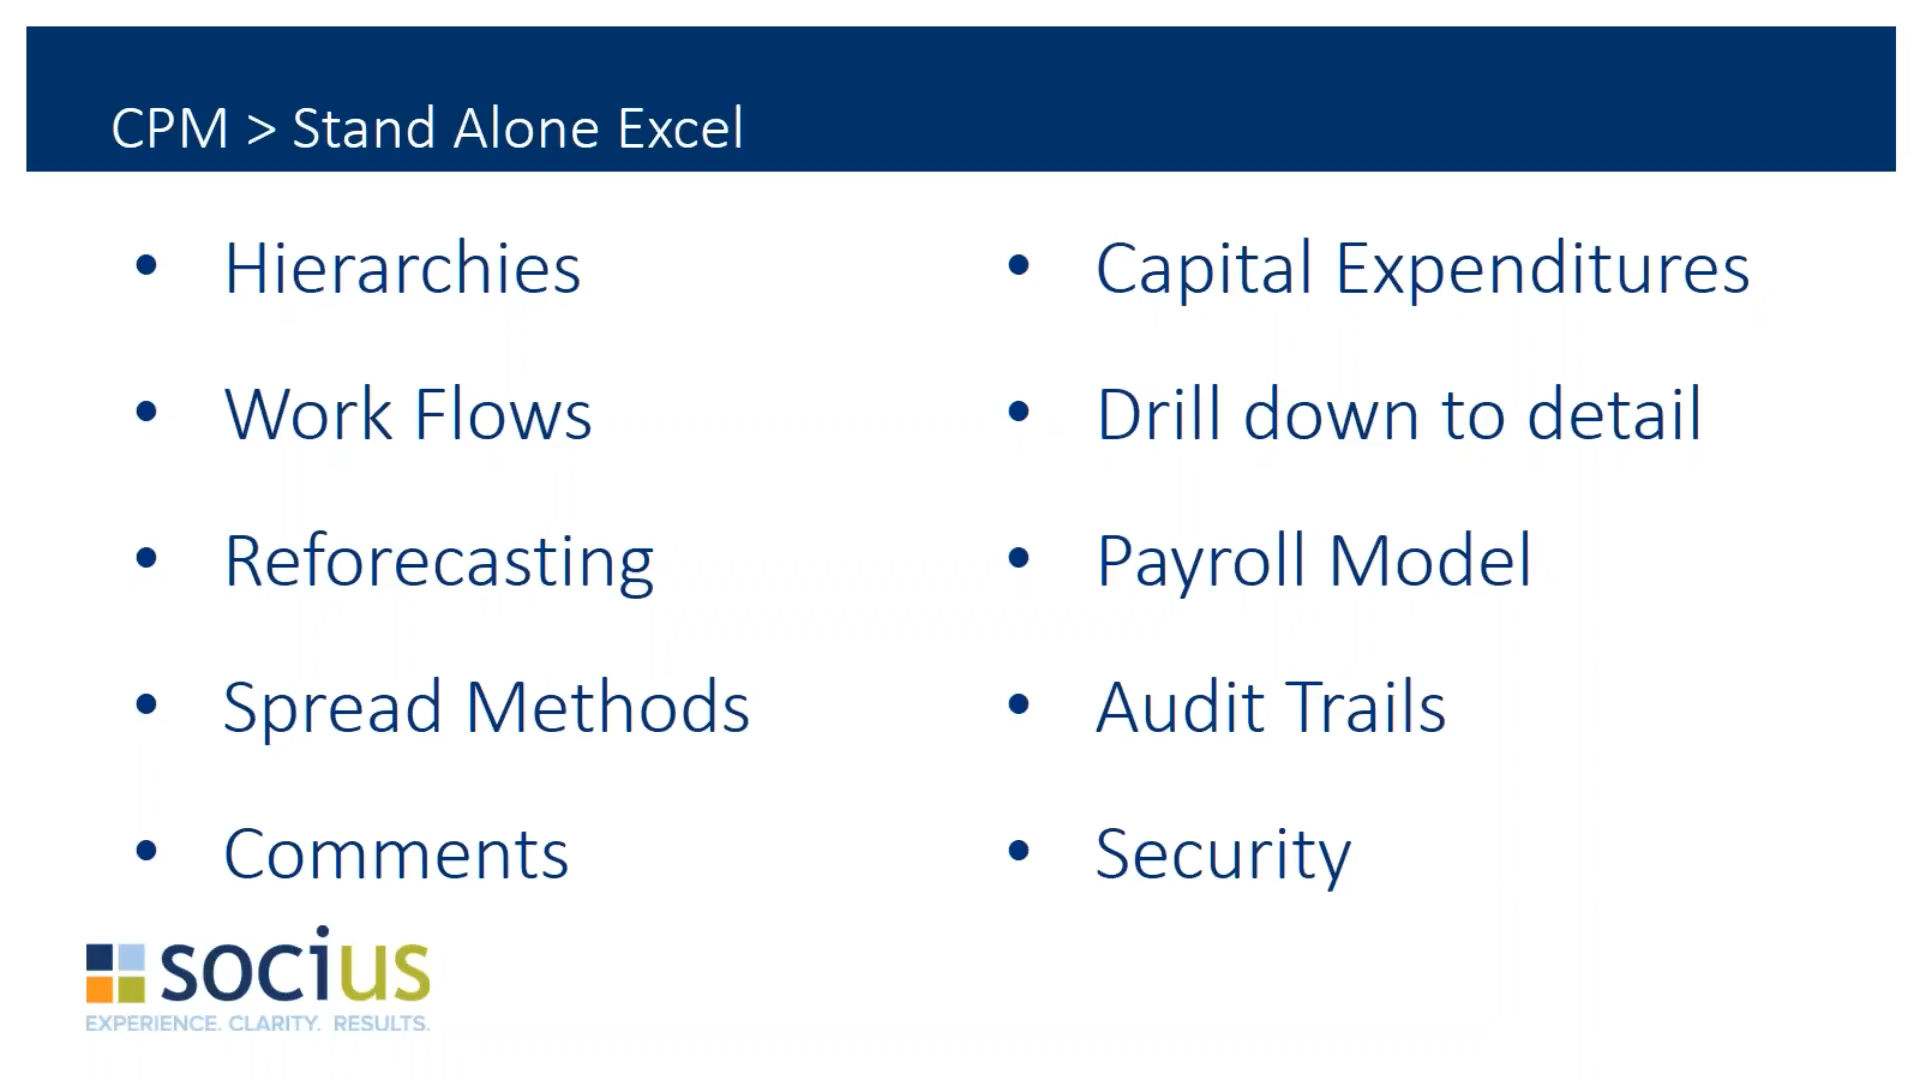 CPM > Stand Alone Excel
• Hierarchies
• Work Flows
• Reforecasting
• Spread Methods
• Comments
• Capital Expenditures
• Drill down to detail
• Payroll Model
• Audit Trails
• Security
socius
EXPERIENCE. CLARITY. RESULTS.